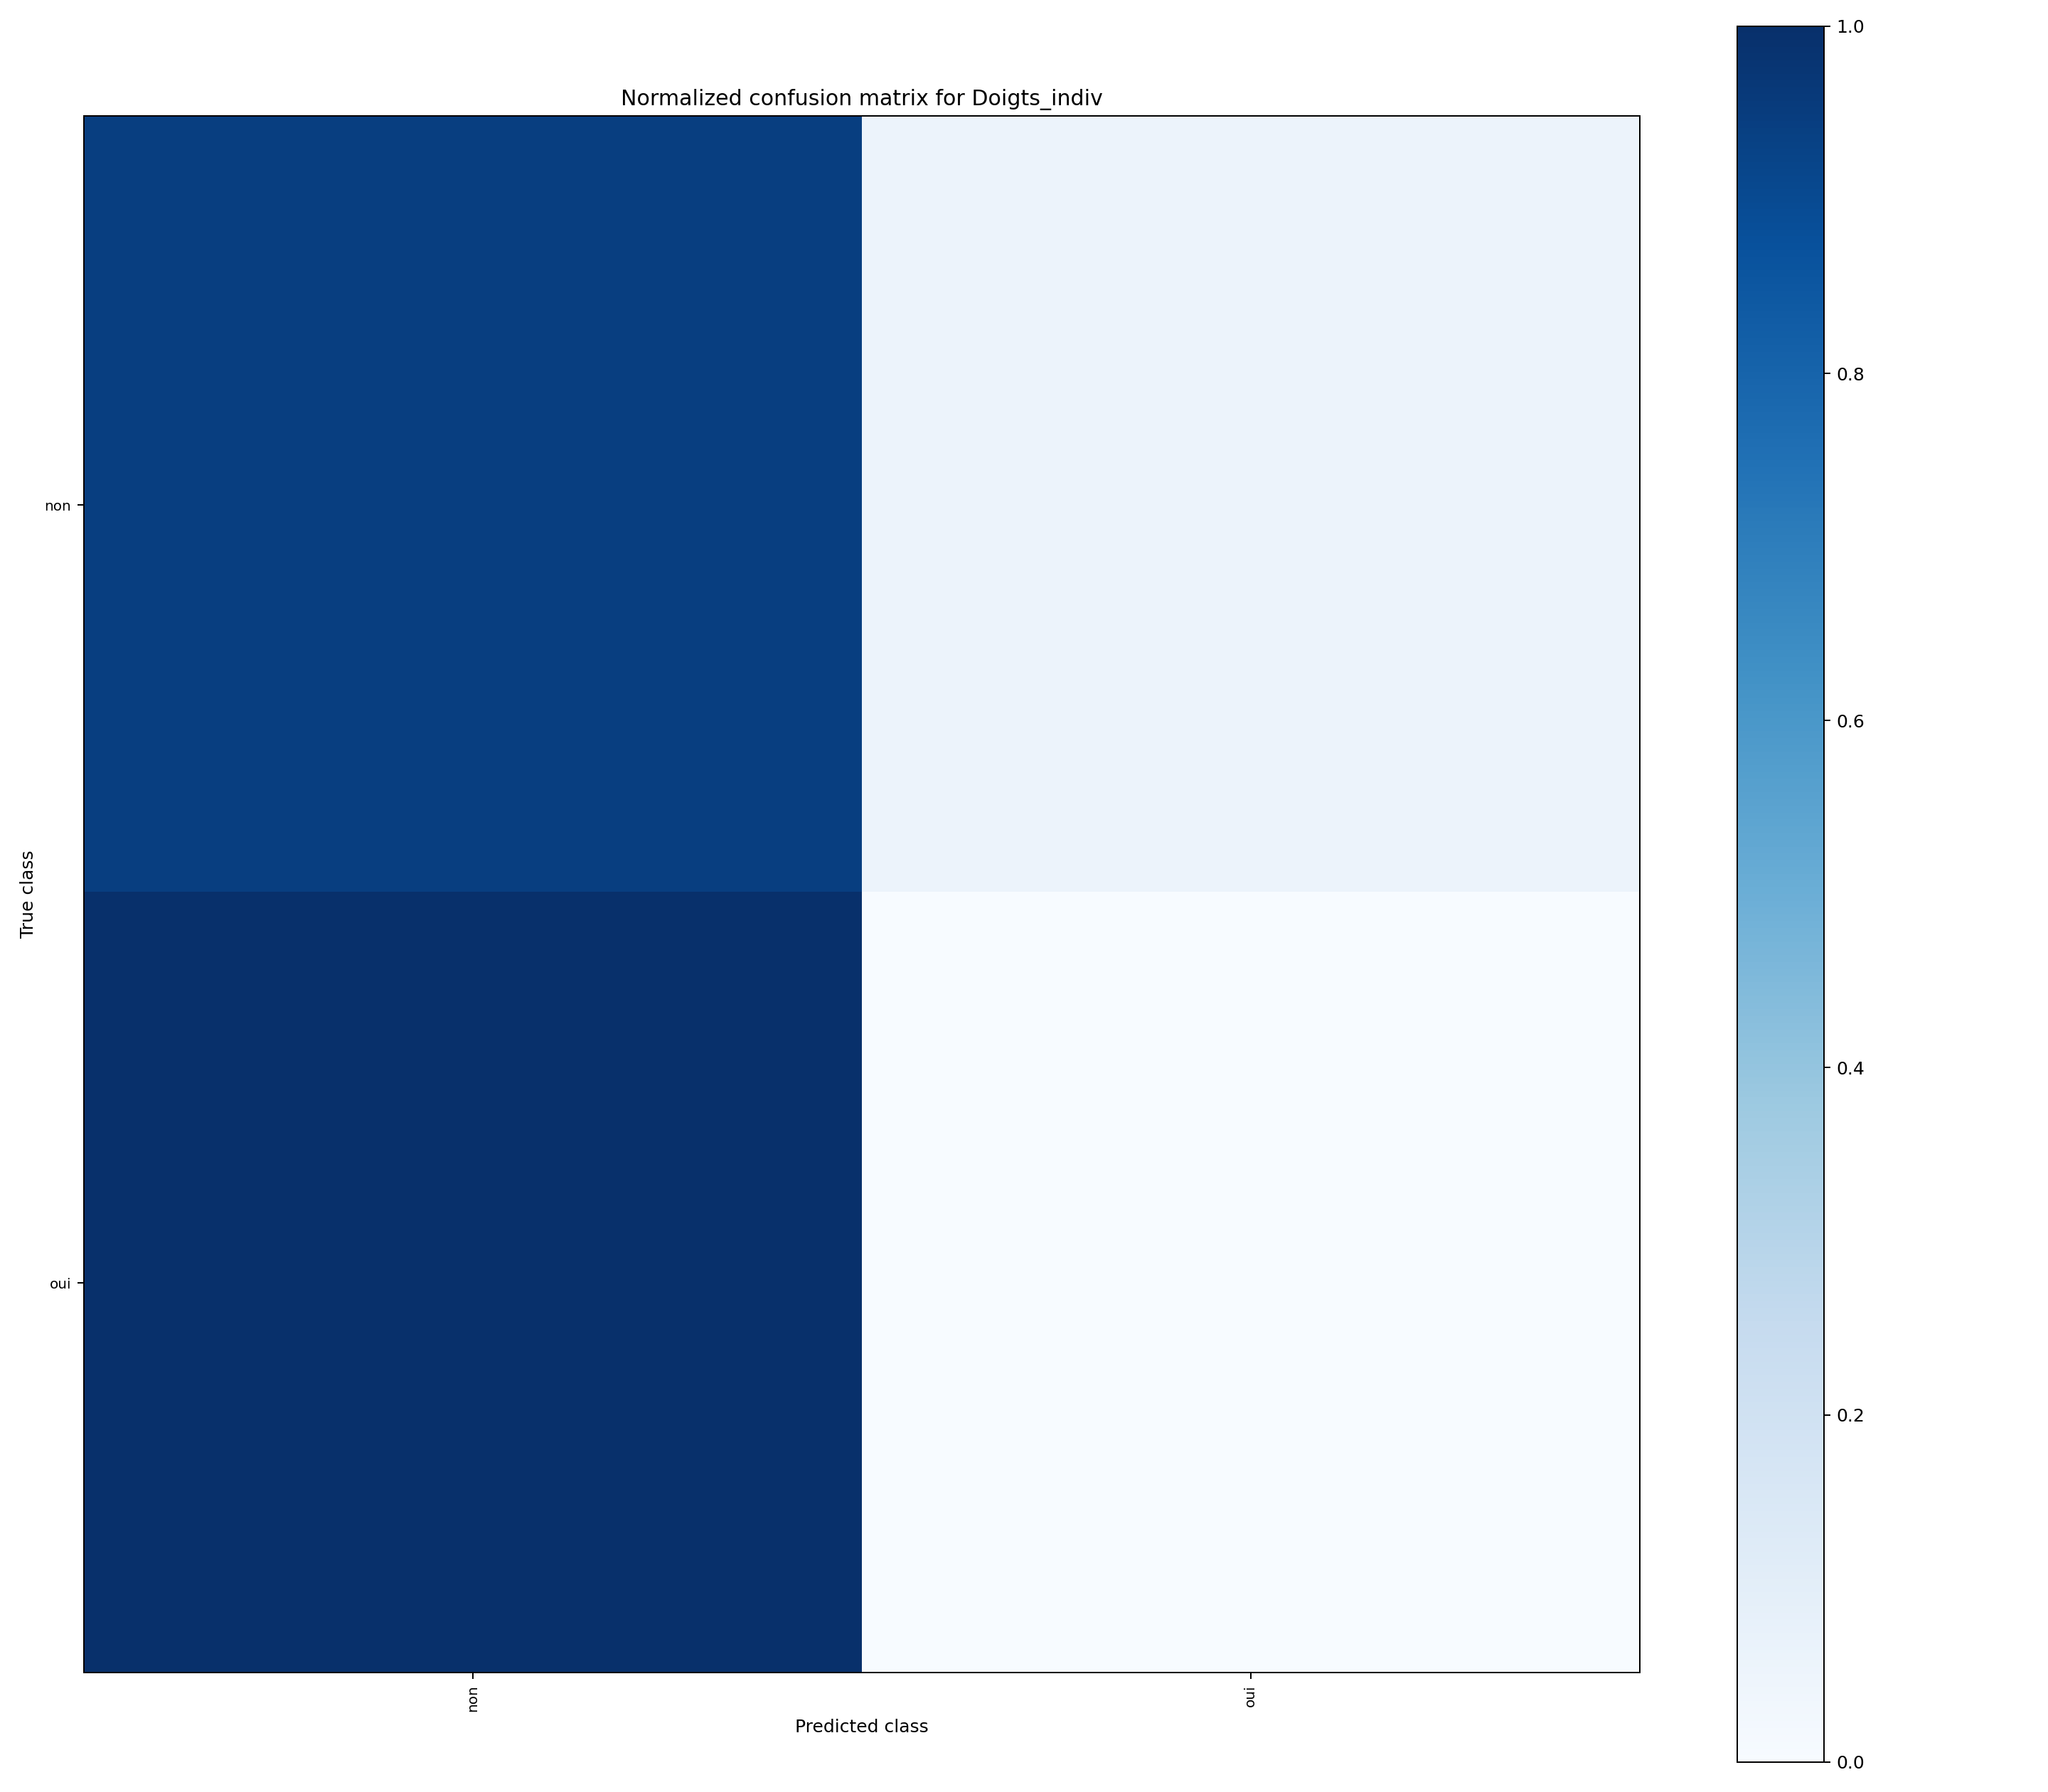 Normalized confusion matrix for Doigts_indiv
True class
non
oui
non
oui
Predicted class
1.0
0.8
0.6
0.4
0.2
0.0